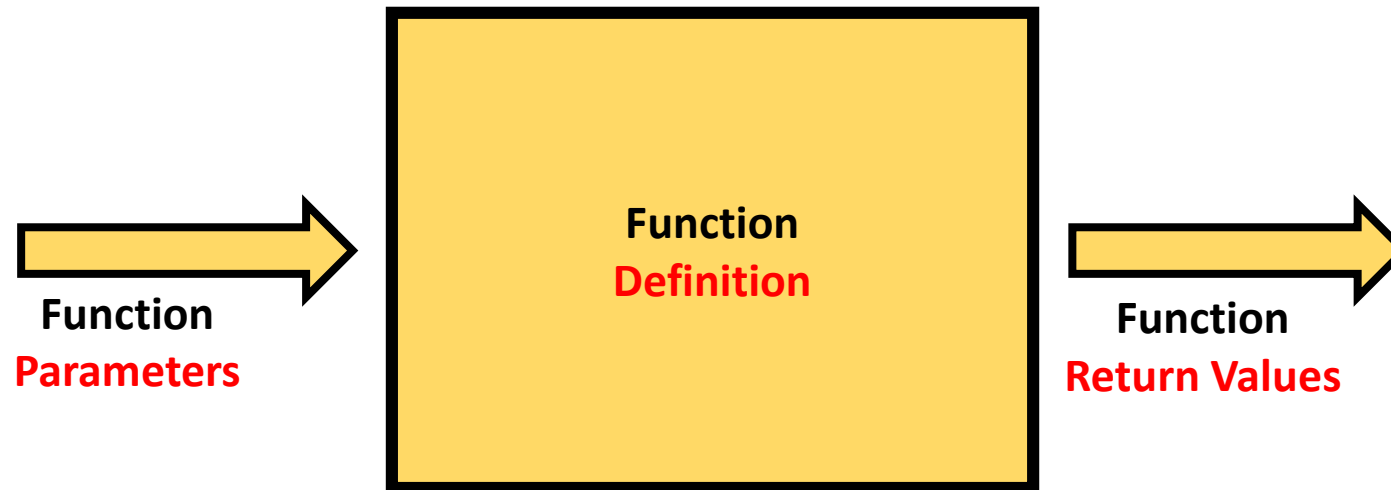 Function
Parameters
Function
Definition
Function
Return Values